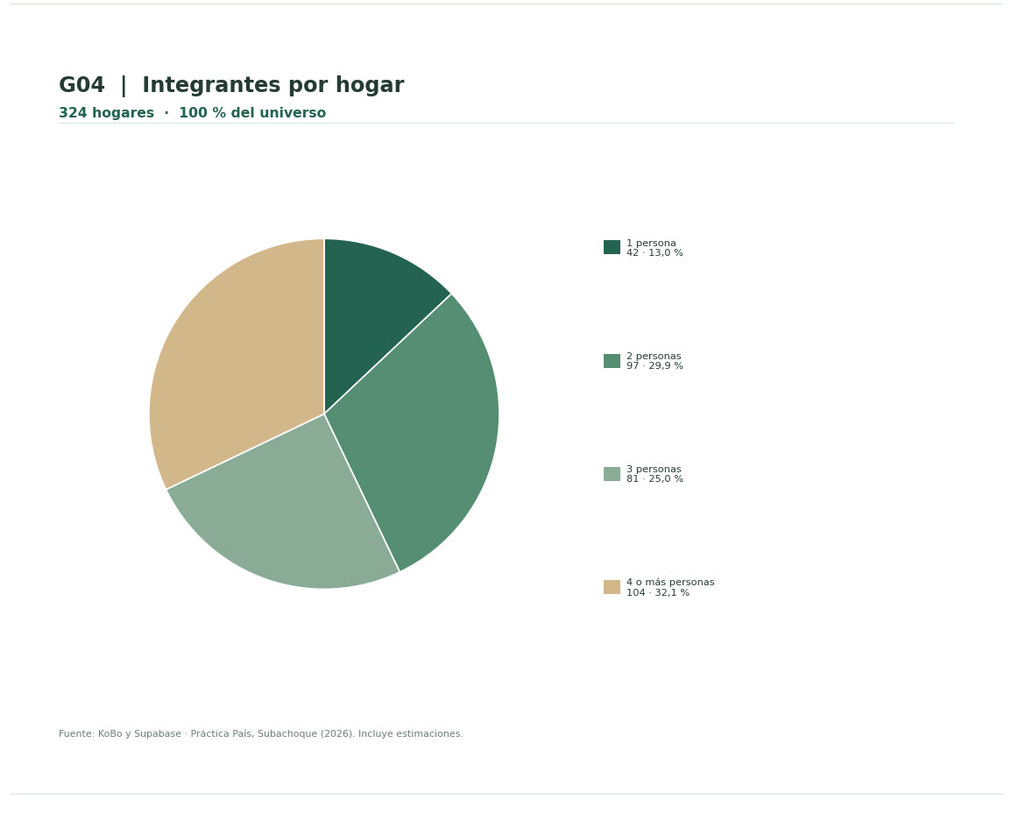 G04 | Integrantes por hogar
324 hogares · 100 % del universo
1 persona
42 · 13,0 %
2 personas
97 · 29,9 %
3 personas
81 · 25,0 %
4 o más personas
104 · 32,1 %
Fuente: KoBo y Supabase · Práctica País, Subachoque (2026). Incluye estimaciones.